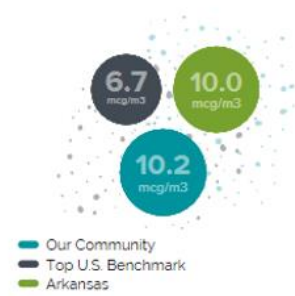 6.7
mcg/m3
10.0
mcg/m3
10.2
mcg/m3
Our Community
Top U.S. Benchmark
Arkansas